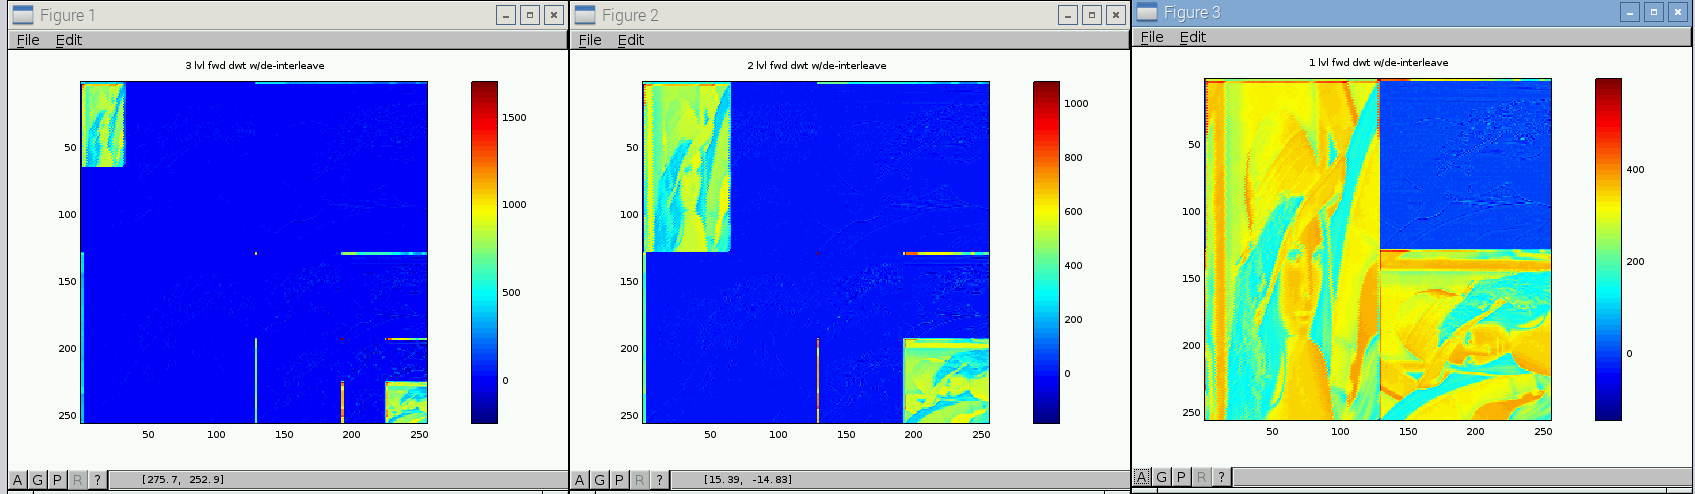 Figure 1
File Edit
3 lvl fwd dwt w/de-interleave
50
100
150
200
250
50 100 150 200 250
1500
1000
500
0
A G P R ? [275.7, 252.9]
Figure 2
File Edit
2 lvl fwd dwt w/de-interleave
50
100
150
200
250
50 100 150 200 250
1000
800
600
400
200
0
A G P R ? [15.39, -14.83]
Figure 3
File Edit
1 lvl fwd dwt w/de-interleave
50
100
150
200
250
50 100 150 200 250
400
200
0
A G P R ?